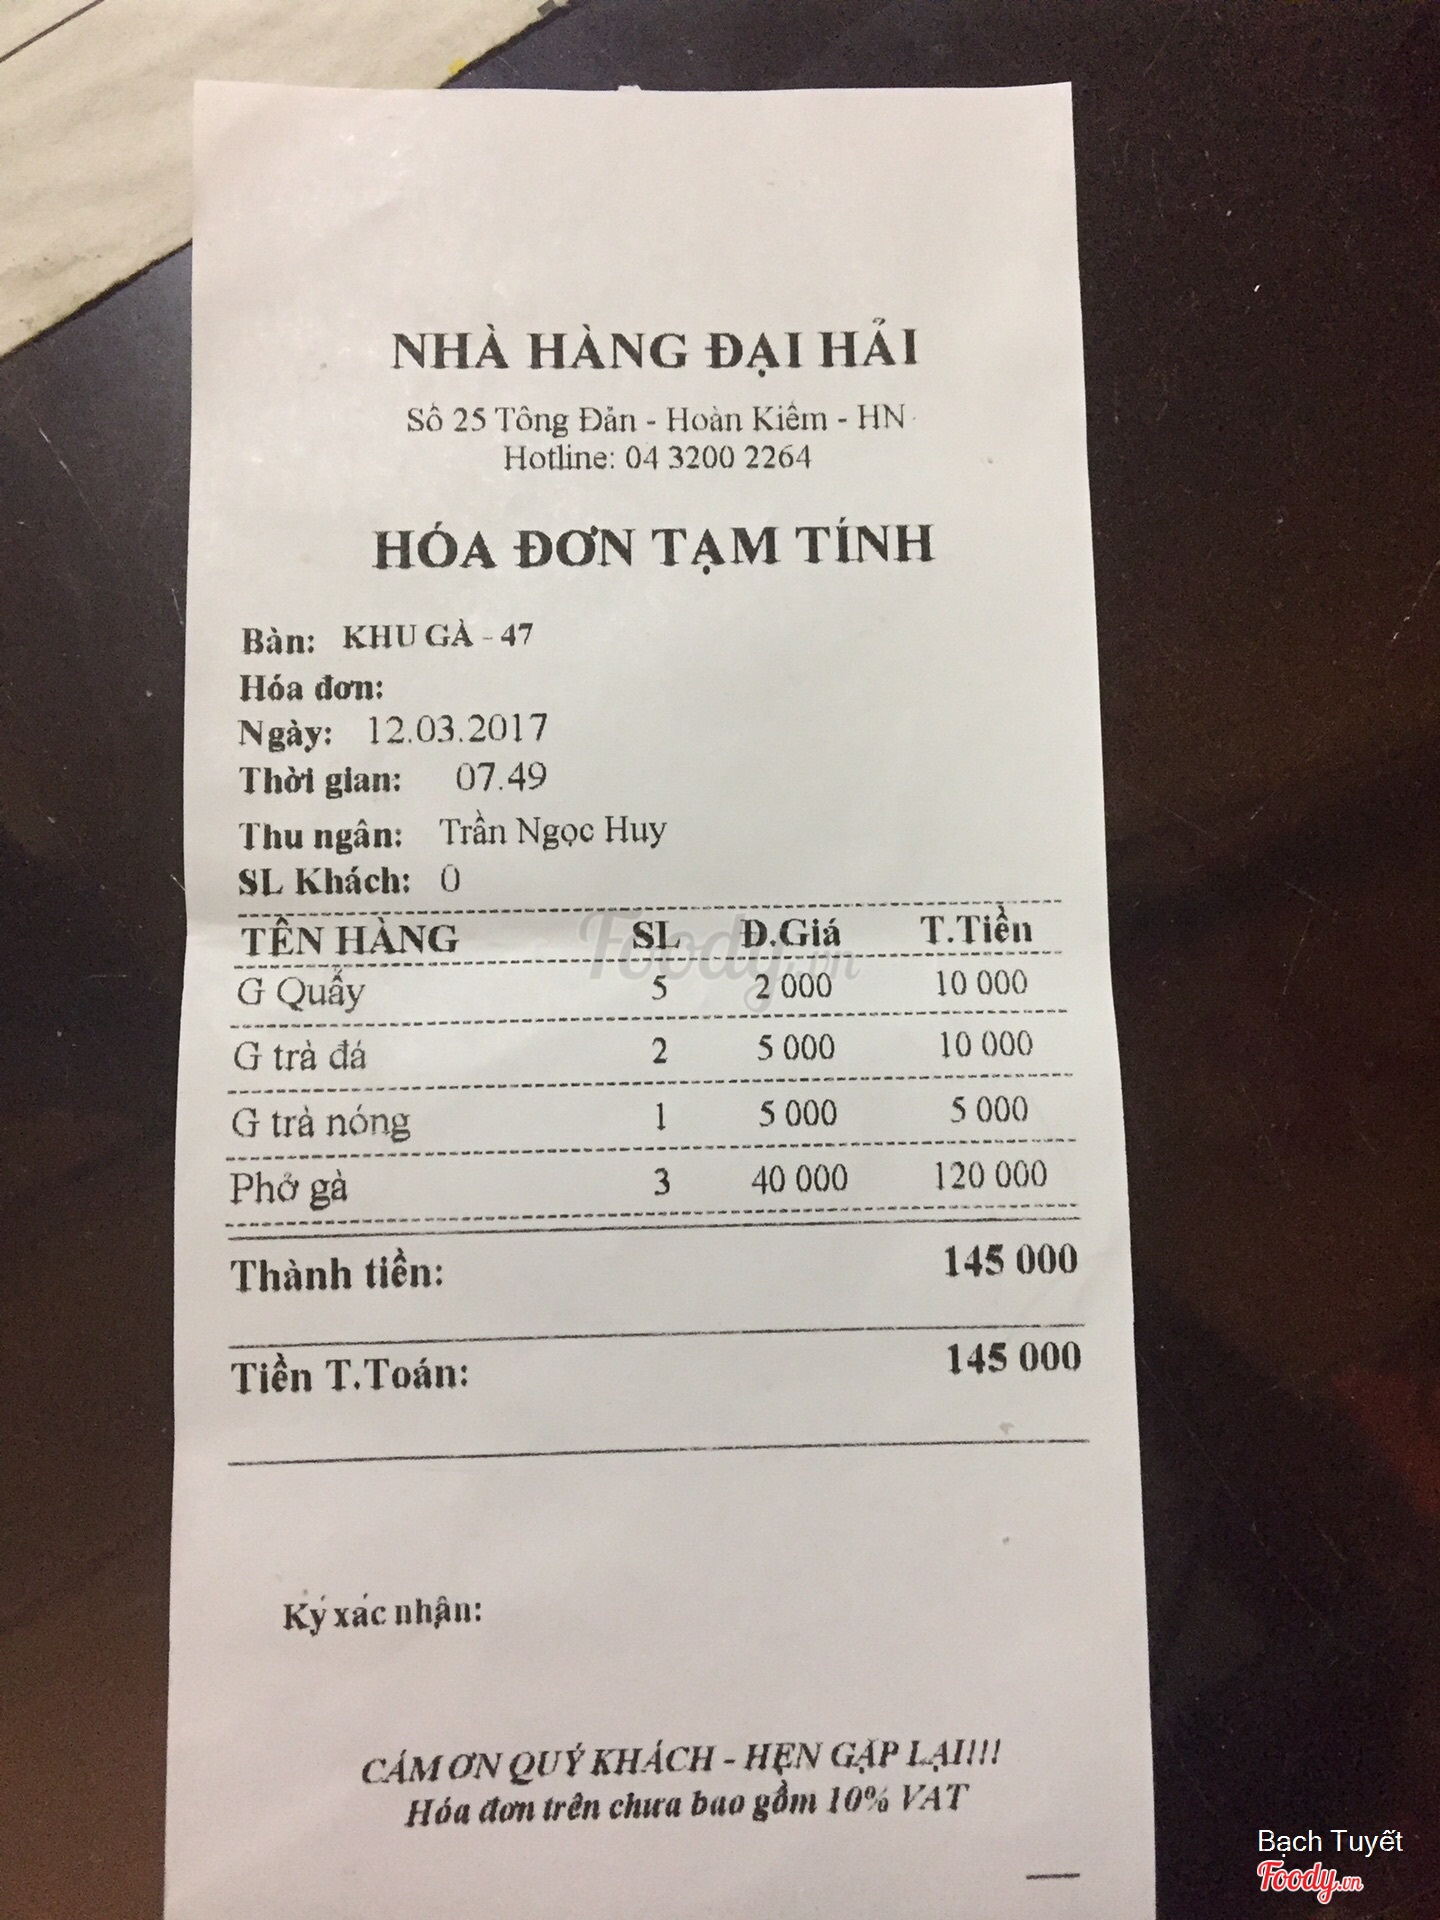 NHÀ HÀNG ĐẠI HẢI
Số 25 Tông Đản - Hoàn Kiếm - HN
Hotline: 04 3200 2264
HÓA ĐƠN TẠM TÍNH
Bàn: KHU GÀ - 47
Hóa đơn:
Ngày: 12.03.2017
Thời gian: 07.49
Thu ngân: Trần Ngọc Huy
SL Khách: 0
TÊN HÀNG SL Đ.Giá T.Tiền
G Quẩy 5 2 000 10 000
G trà đá 2 5 000 10 000
G trà nóng 1 5 000 5 000
Phở gà 3 40 000 120 000
Thành tiền: 145 000
Tiền T.Toán: 145 000
Ký xác nhận:
CÁM ƠN QUÝ KHÁCH - HẸN GẶP LẠI!!!
Hóa đơn trên chưa bao gồm 10% VAT
Foody.vn
Bạch Tuyết
Foody.vn